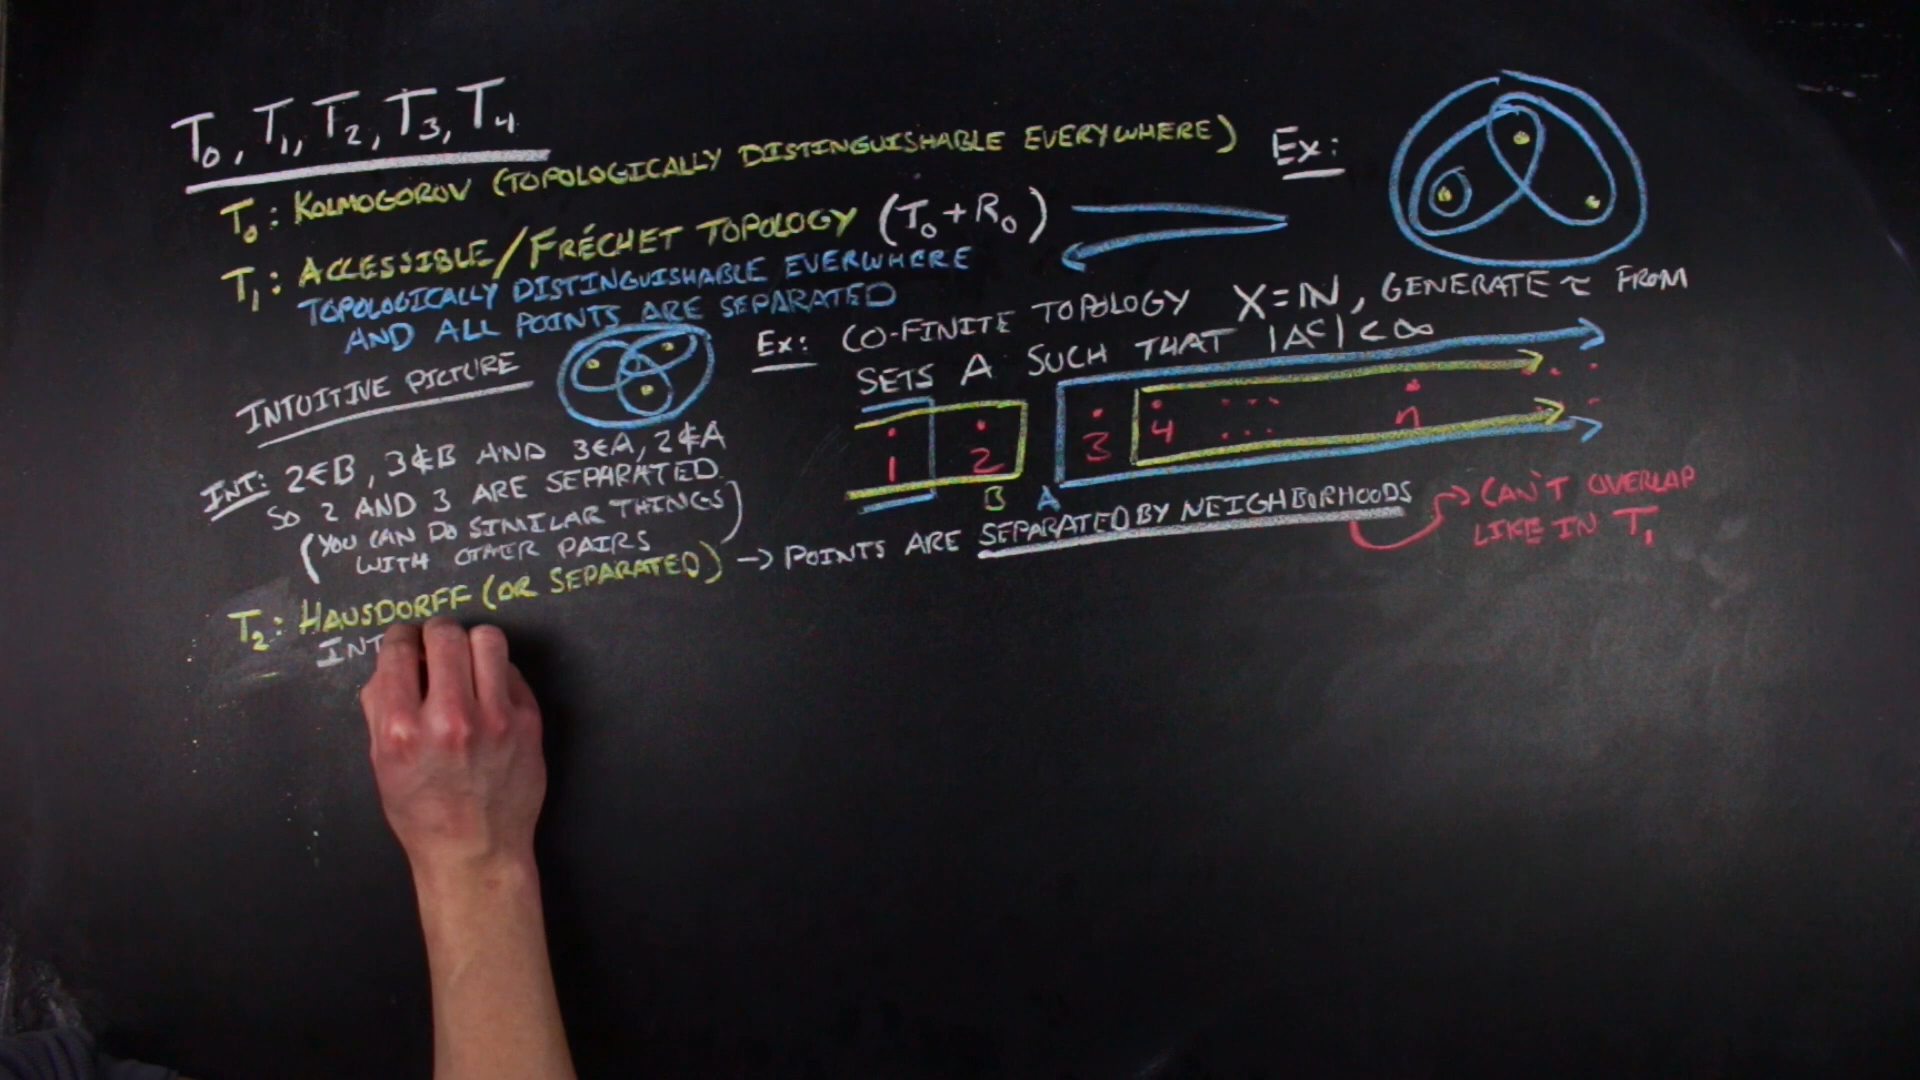 T₀, T₁, T₂, T₃, T₄
T₀: KOLMOGOROV (TOPOLOGICALLY DISTINGUISHABLE EVERYWHERE)
Ex:
T₁: ACCESSIBLE/FRÉCHET TOPOLOGY (T₀+R₀)
TOPOLOGICALLY DISTINGUISHABLE EVERWHERE
AND ALL POINTS ARE SEPARATED
INTUITIVE PICTURE
Ex: CO-FINITE TOPOLOGY X=ℕ, GENERATE τ FROM
SETS A SUCH THAT |Aᶜ| < ∞
1 2 3 4 ... n
B A
INT: 2∈B, 3∉B AND 3∈A, 2∉A
SO 2 AND 3 ARE SEPARATED.
(YOU CAN DO SIMILAR THINGS
WITH OTHER PAIRS)
T₂: HAUSDORFF (OR SEPARATED) → POINTS ARE SEPARATED BY NEIGHBORHOODS
CAN'T OVERLAP
LIKE IN T₁
INT